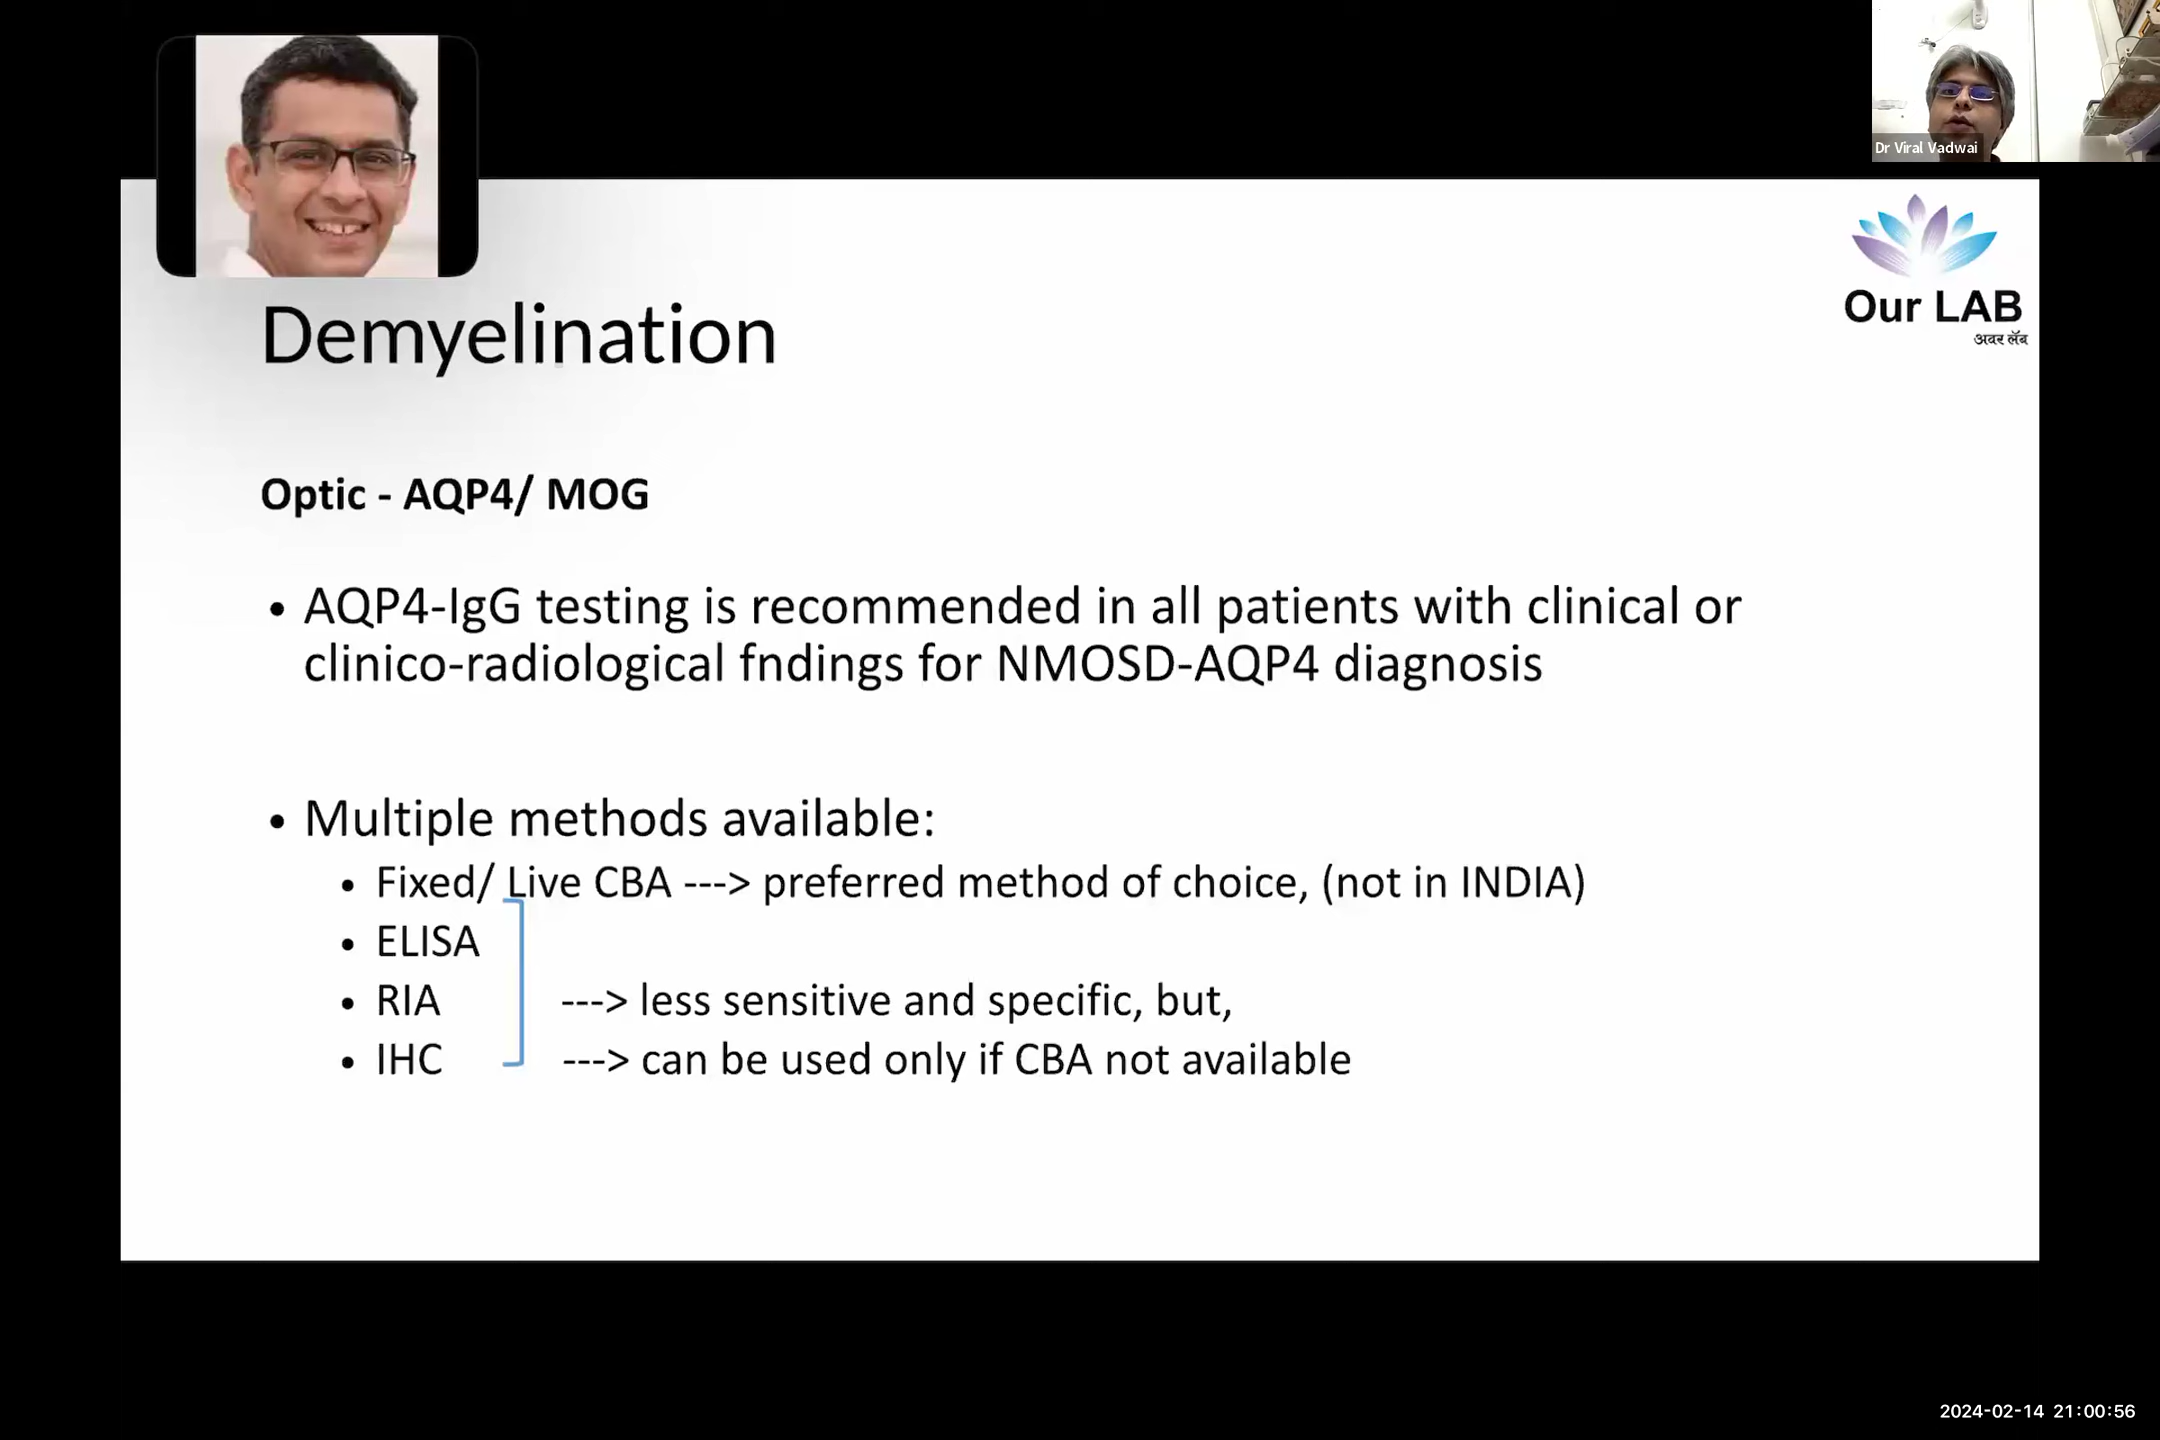 Dr Viral Vadwai
Our LAB
अवर लॅब
Demyelination
Optic - AQP4/ MOG
• AQP4-IgG testing is recommended in all patients with clinical or
clinico-radiological fndings for NMOSD-AQP4 diagnosis
• Multiple methods available:
• Fixed/ Live CBA ---> preferred method of choice, (not in INDIA)
• ELISA
• RIA ---> less sensitive and specific, but,
• IHC ---> can be used only if CBA not available
2024-02-14 21:00:56